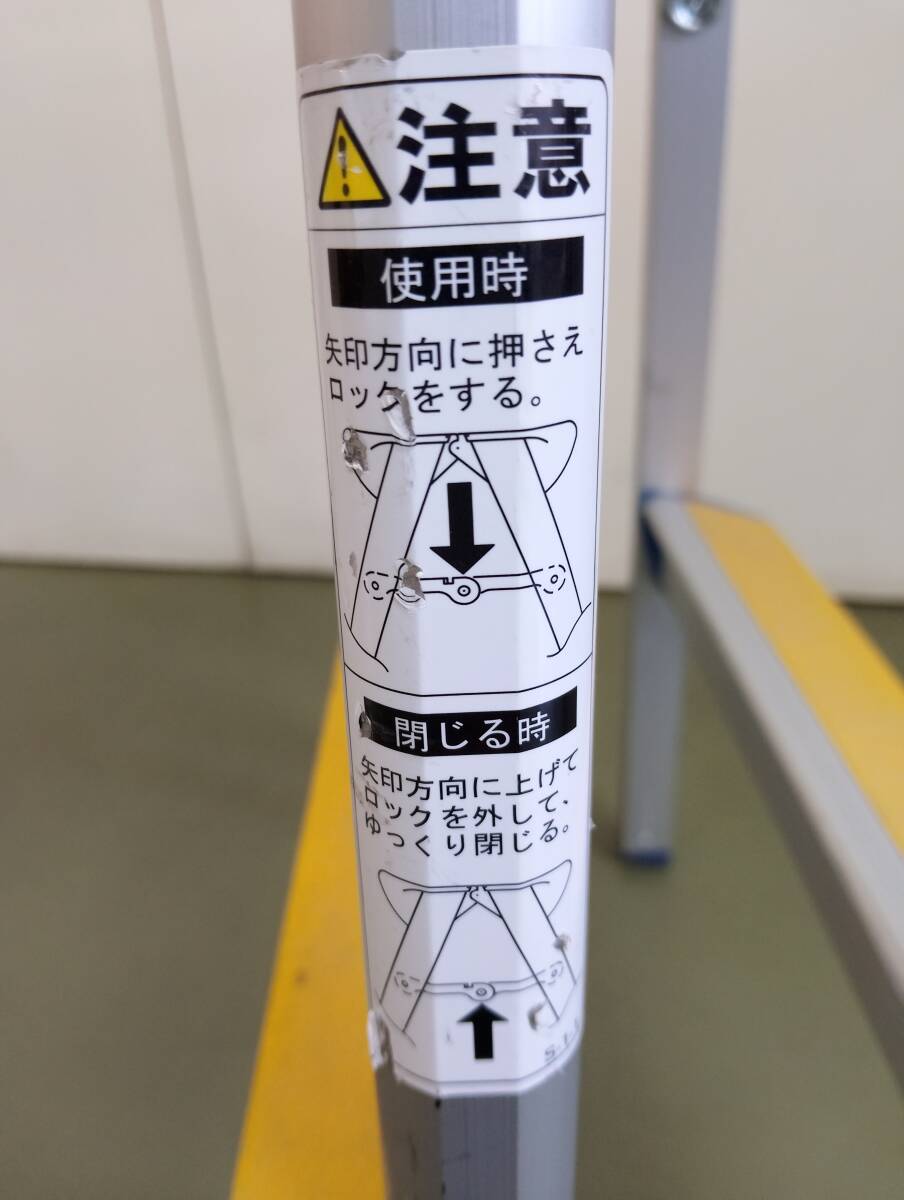 注意
使用時
矢印方向に押さえ
ロックをする。
閉じる時
矢印方向に上げて
ロックを外して、
ゆっくり閉じる。